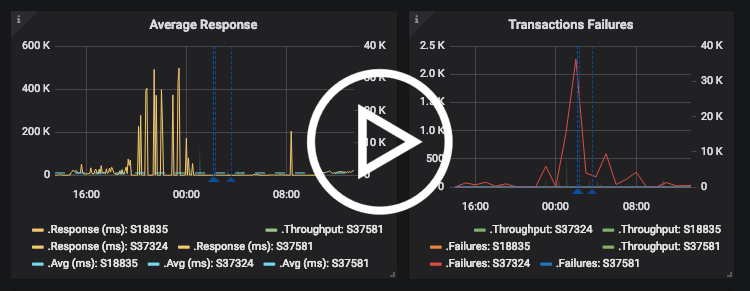 Average Response
600 K
400 K
200 K
0
40 K
30 K
20 K
10 K
0
16:00
00:00
08:00
.Response (ms): S18835
.Throughput: S37581
.Response (ms): S37324
.Response (ms): S37581
.Avg (ms): S18835
.Avg (ms): S37324
.Avg (ms): S37581
Transactions Failures
2.5 K
2.0 K
1.0 K
500
0
40 K
30 K
20 K
10 K
0
16:00
00:00
08:00
.Throughput: S37324
.Throughput: S18835
.Failures: S18835
.Throughput: S37581
.Failures: S37324
.Failures: S37581